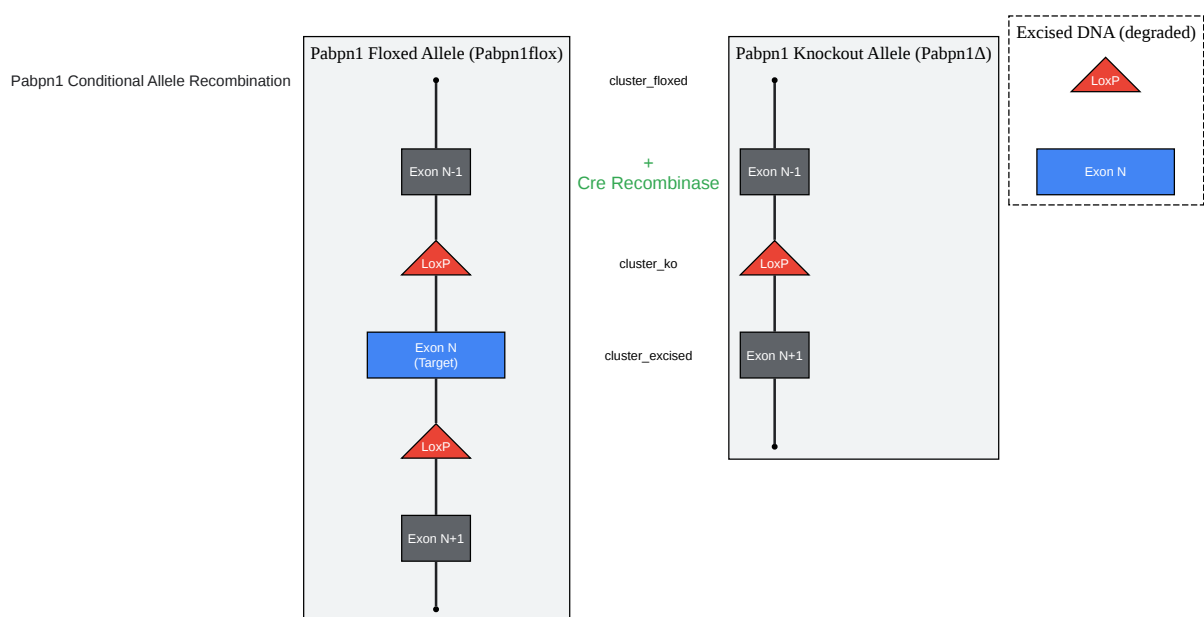 Pabpn1 Conditional Allele Recombination
Pabpn1 Floxed Allele (Pabpn1flox)
Exon N-1
LoxP
Exon N
(Target)
LoxP
Exon N+1
cluster_floxed
+
Cre Recombinase
cluster_ko
cluster_excised
Pabpn1 Knockout Allele (Pabpn1Δ)
Exon N-1
LoxP
Exon N+1
Excised DNA (degraded)
LoxP
Exon N